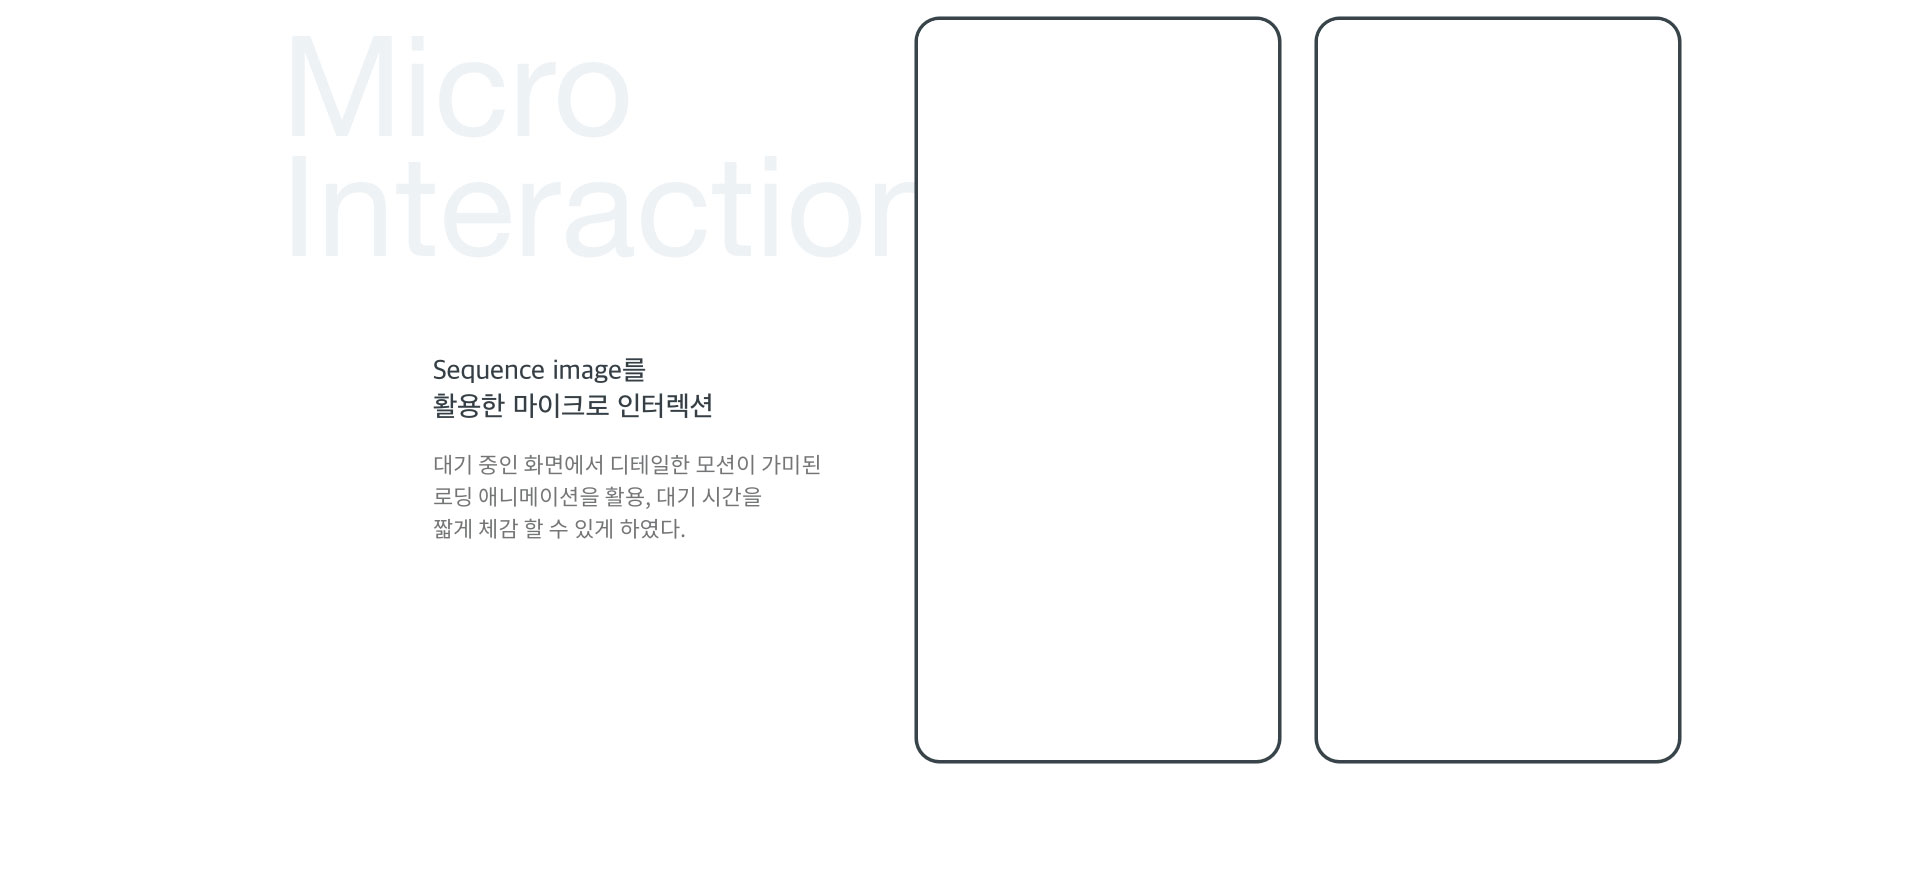 Micro
Interaction
Sequence image를
활용한 마이크로 인터렉션
대기 중인 화면에서 디테일한 모션이 가미된
로딩 애니메이션을 활용, 대기 시간을
짧게 체감 할 수 있게 하였다.